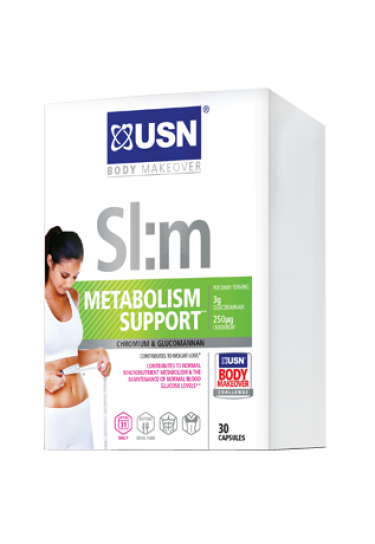 USN®
BODY MAKEOVER
Sl:m
METABOLISM
SUPPORT**
PER DAILY SERVING
3g
GLUCOMANNAN
250µg
CHROMIUM
CHROMIUM & GLUCOMANNAN
CONTRIBUTES TO WEIGHT LOSS*
CONTRIBUTES TO NORMAL
MACRONUTRIENT METABOLISM & THE
MAINTENANCE OF NORMAL BLOOD
GLUCOSE LEVELS**
USN
BODY
MAKEOVER
CHALLENGE
30
CAPSULES